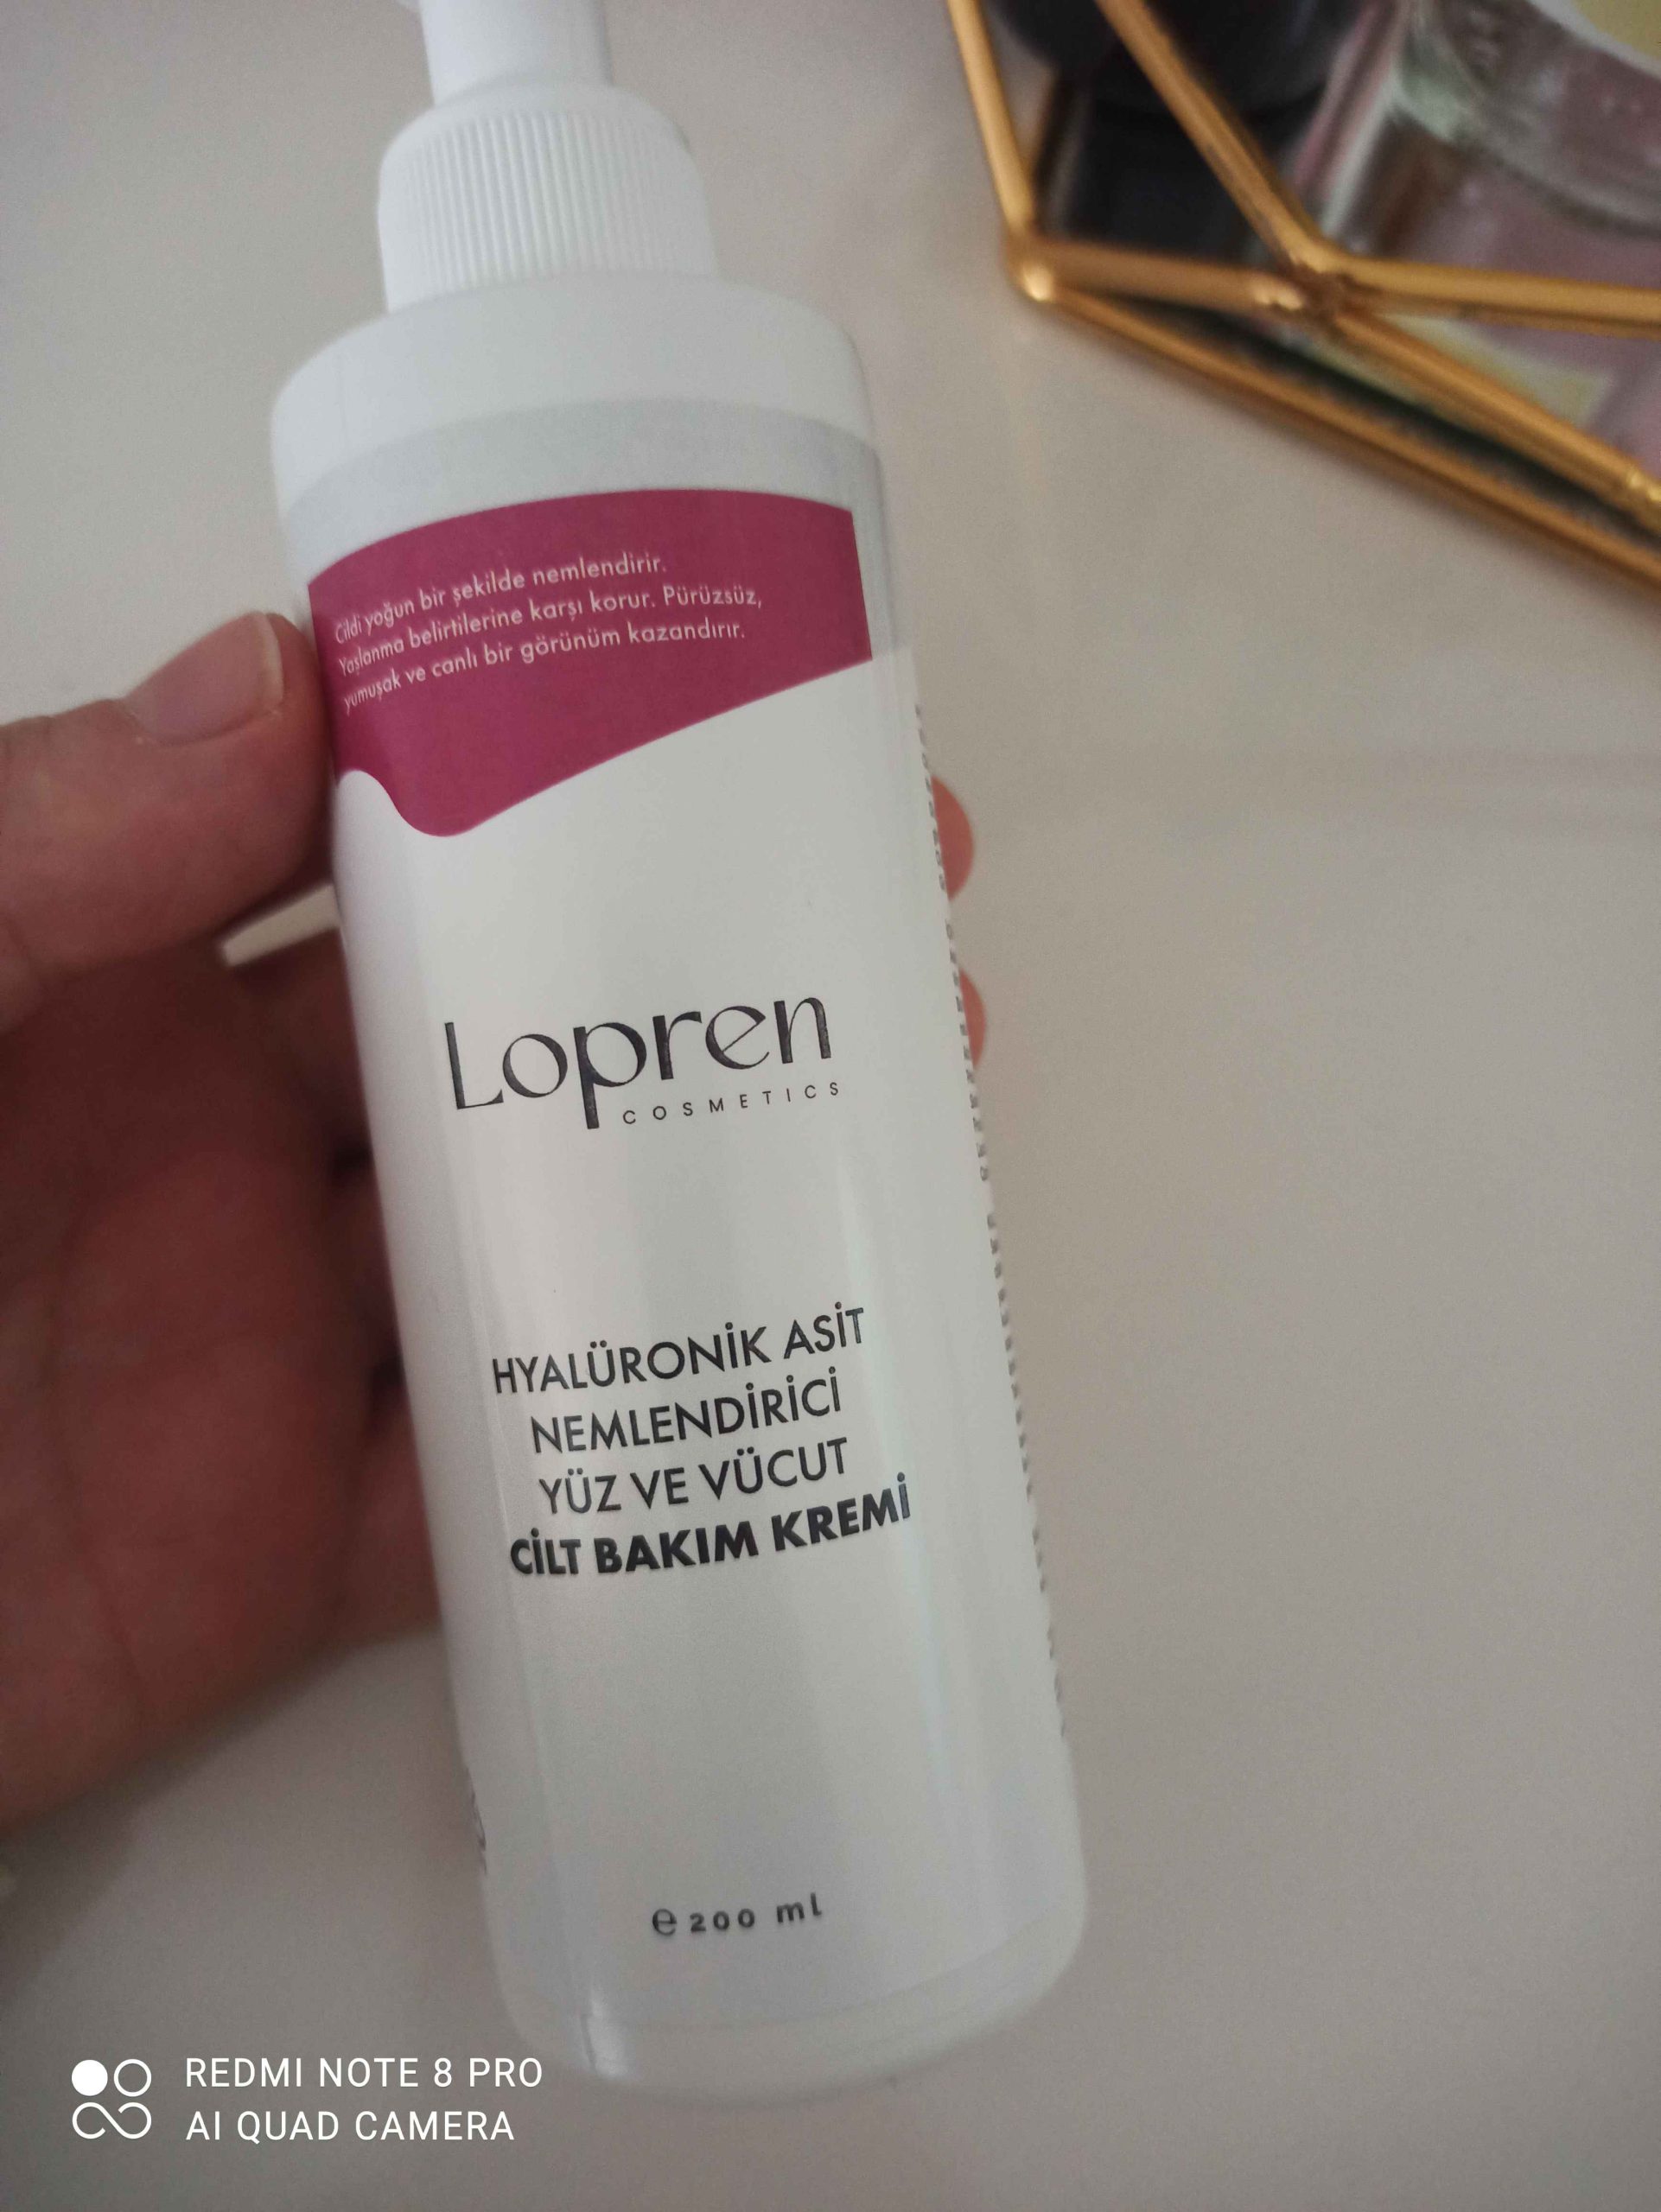 Cildi yoğun bir şekilde nemlendirir.
Yaşlanma belirtilerine karşı korur. Pürüzsüz,
yumuşak ve canlı bir görünüm kazandırır.
Lopren
COSMETICS
HYALÜRONİK ASİT
NEMLENDİRİCİ
YÜZ VE VÜCUT
CİLT BAKIM KREMİ
℮ 200 ml
REDMI NOTE 8 PRO
AI QUAD CAMERA